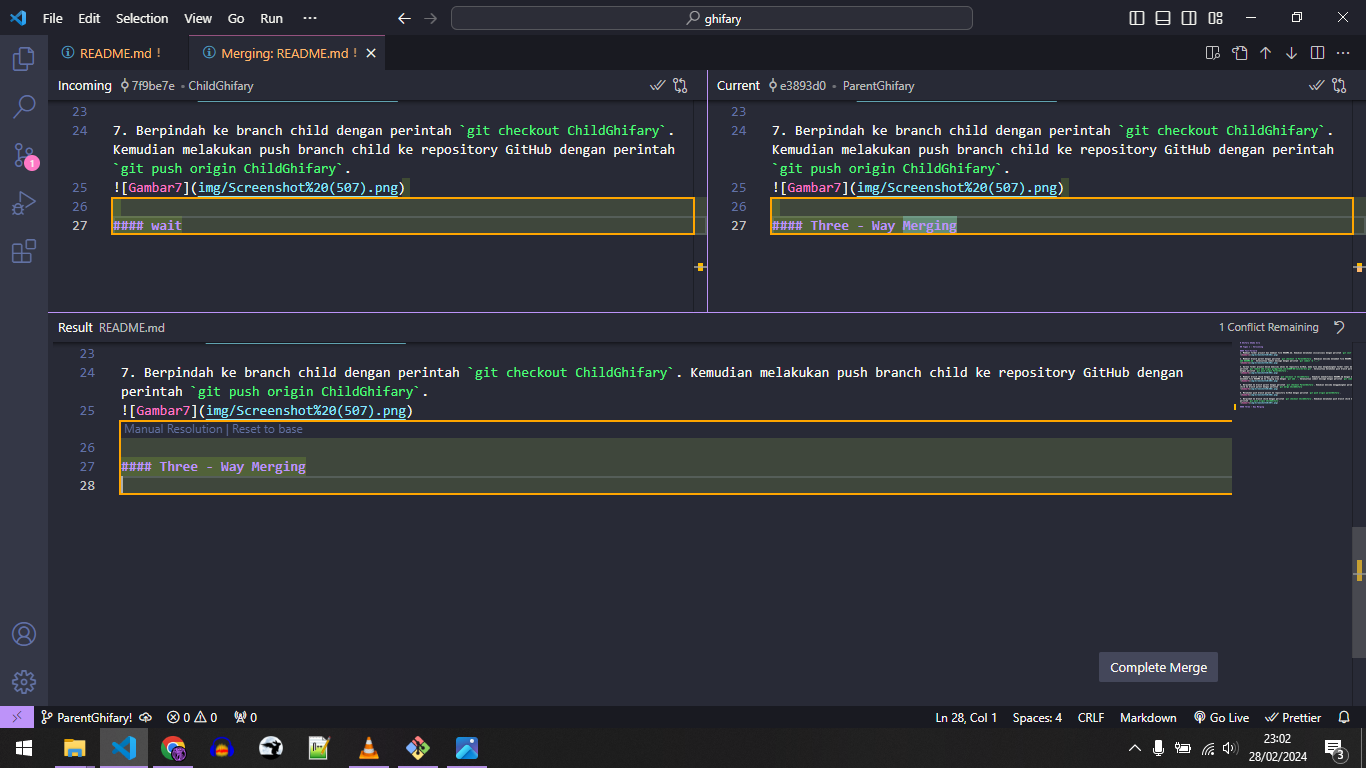 File Edit Selection View Go Run ··· ghifary
README.md ! Merging: README.md !
Incoming 7f9be7e • ChildGhifary
23
24 7. Berpindah ke branch child dengan perintah `git checkout ChildGhifary`.
Kemudian melakukan push branch child ke repository GitHub dengan perintah
`git push origin ChildGhifary`.
25 ![Gambar7](img/Screenshot%20(507).png)
26
27 #### wait
Current e3893d0 • ParentGhifary
23
24 7. Berpindah ke branch child dengan perintah `git checkout ChildGhifary`.
Kemudian melakukan push branch child ke repository GitHub dengan perintah
`git push origin ChildGhifary`.
25 ![Gambar7](img/Screenshot%20(507).png)
26
27 #### Three - Way Merging
Result README.md 1 Conflict Remaining
23
24 7. Berpindah ke branch child dengan perintah `git checkout ChildGhifary`. Kemudian melakukan push branch child ke repository GitHub dengan
perintah `git push origin ChildGhifary`.
25 ![Gambar7](img/Screenshot%20(507).png)
Manual Resolution | Reset to base
26
27 #### Three - Way Merging
28
Complete Merge
1
ParentGhifary! 0 0 0 Ln 28, Col 1 Spaces: 4 CRLF Markdown Go Live Prettier
23:02
28/02/2024
3